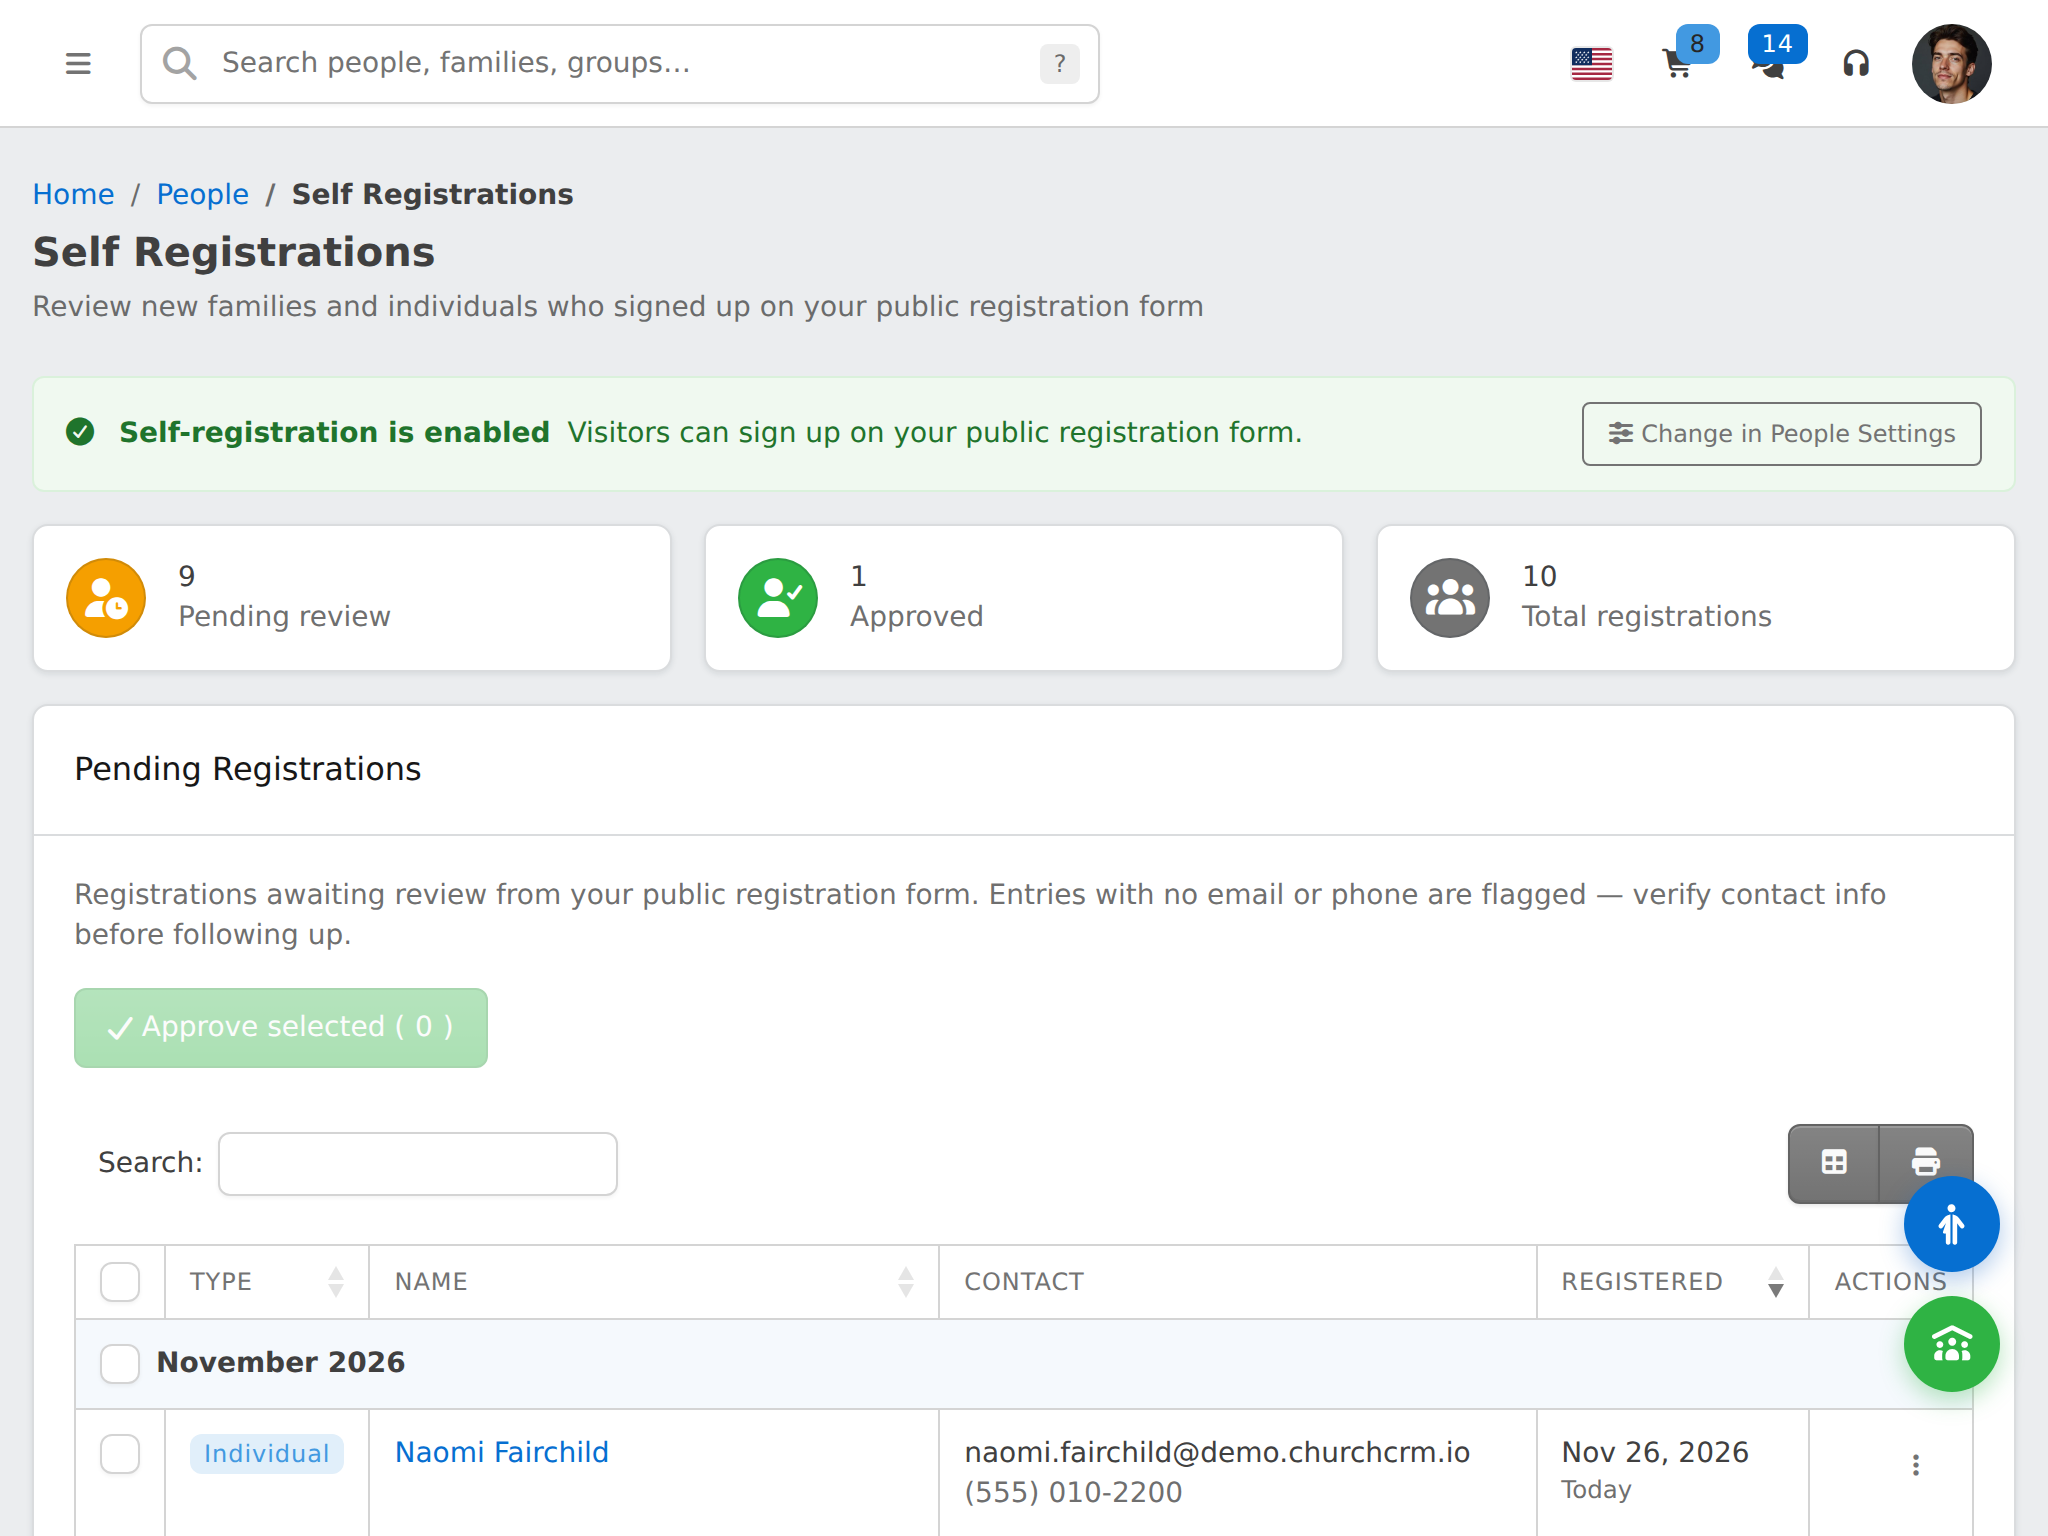 Search people, families, groups...
?
8
14
Home / People / Self Registrations
Self Registrations
Review new families and individuals who signed up on your public registration form
Self-registration is enabled Visitors can sign up on your public registration form.
Change in People Settings
9
Pending review
1
Approved
10
Total registrations
Pending Registrations
Registrations awaiting review from your public registration form. Entries with no email or phone are flagged — verify contact info
before following up.
Approve selected ( 0 )
Search:
TYPE NAME CONTACT REGISTERED ACTIONS
November 2026
Individual Naomi Fairchild naomi.fairchild@demo.churchcrm.io Nov 26, 2026
(555) 010-2200 Today